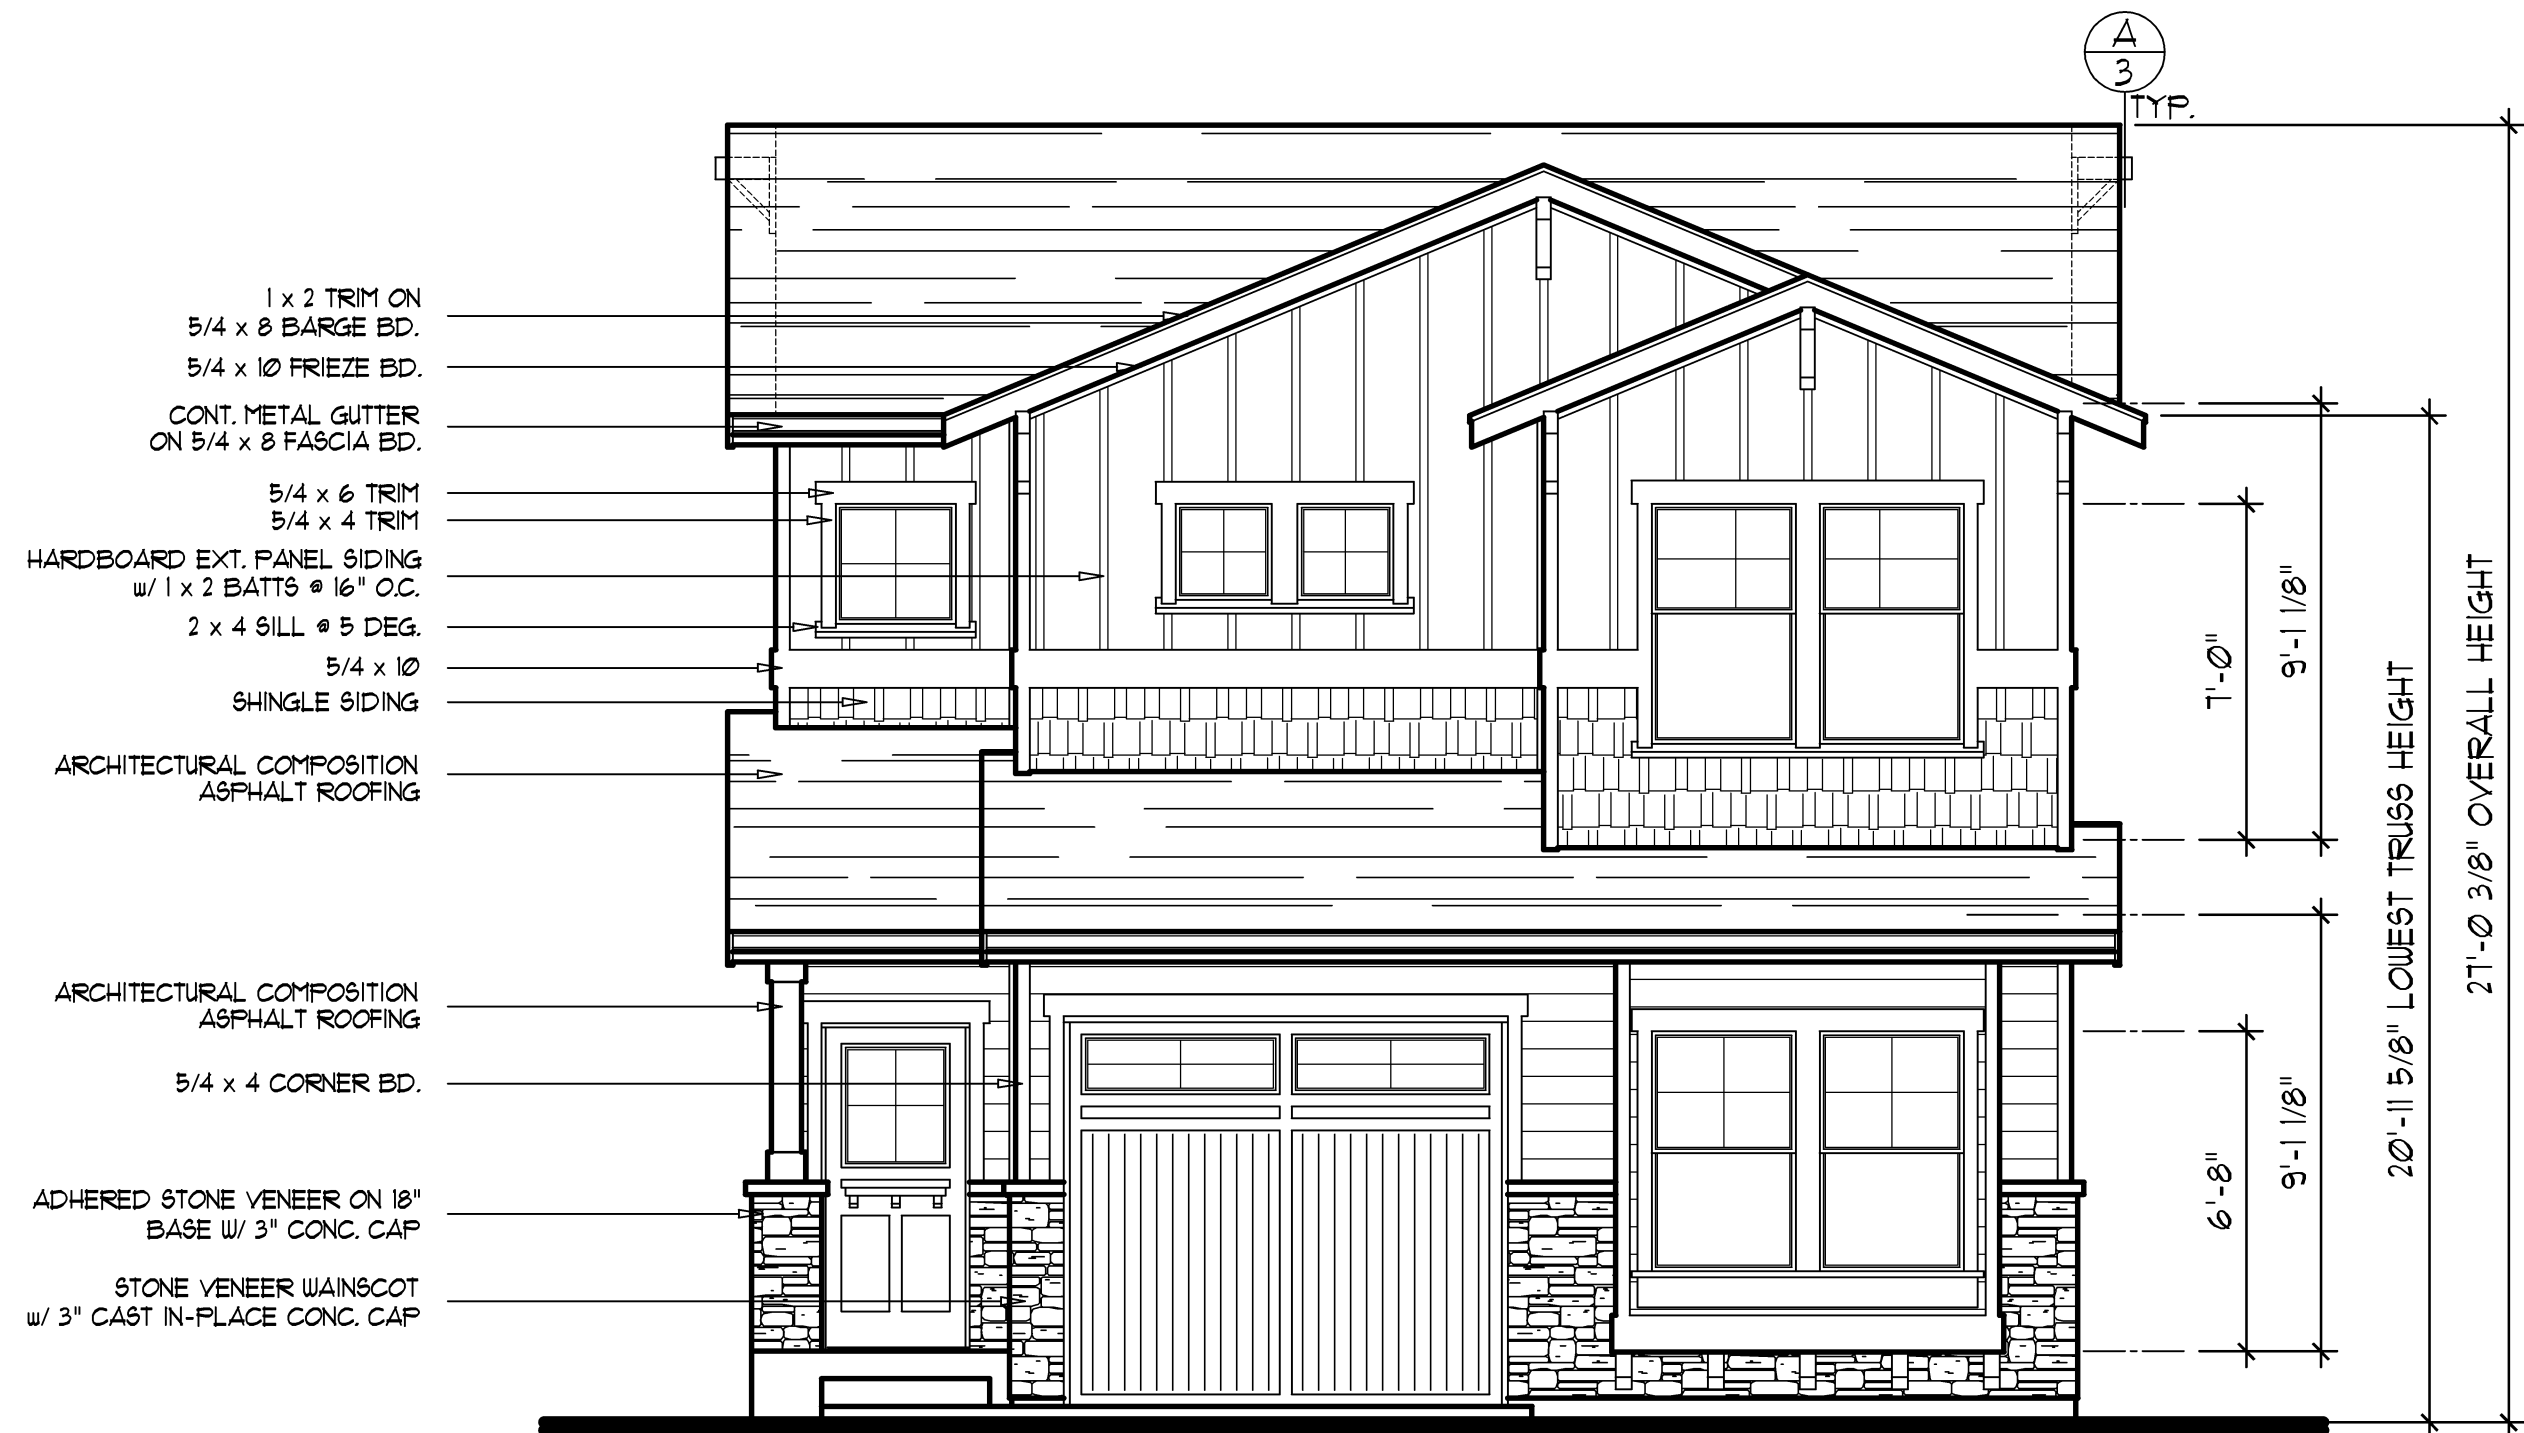 A
3
TYP.
1 x 2 TRIM ON
5/4 x 8 BARGE BD.
5/4 x 10 FRIEZE BD.
CONT. METAL GUTTER
ON 5/4 x 8 FASCIA BD.
5/4 x 6 TRIM
5/4 x 4 TRIM
HARDBOARD EXT. PANEL SIDING
w/ 1 x 2 BATTS @ 16" O.C.
2 x 4 SILL @ 5 DEG.
5/4 x 10
SHINGLE SIDING
ARCHITECTURAL COMPOSITION
ASPHALT ROOFING
ARCHITECTURAL COMPOSITION
ASPHALT ROOFING
5/4 x 4 CORNER BD.
ADHERED STONE VENEER ON 18"
BASE W/ 3" CONC. CAP
STONE VENEER WAINSCOT
w/ 3" CAST IN-PLACE CONC. CAP
7'-0"
9'-1 1/8"
6'-8"
9'-1 1/8"
20'-11 5/8" LOWEST TRUSS HEIGHT
27'-0 3/8" OVERALL HEIGHT